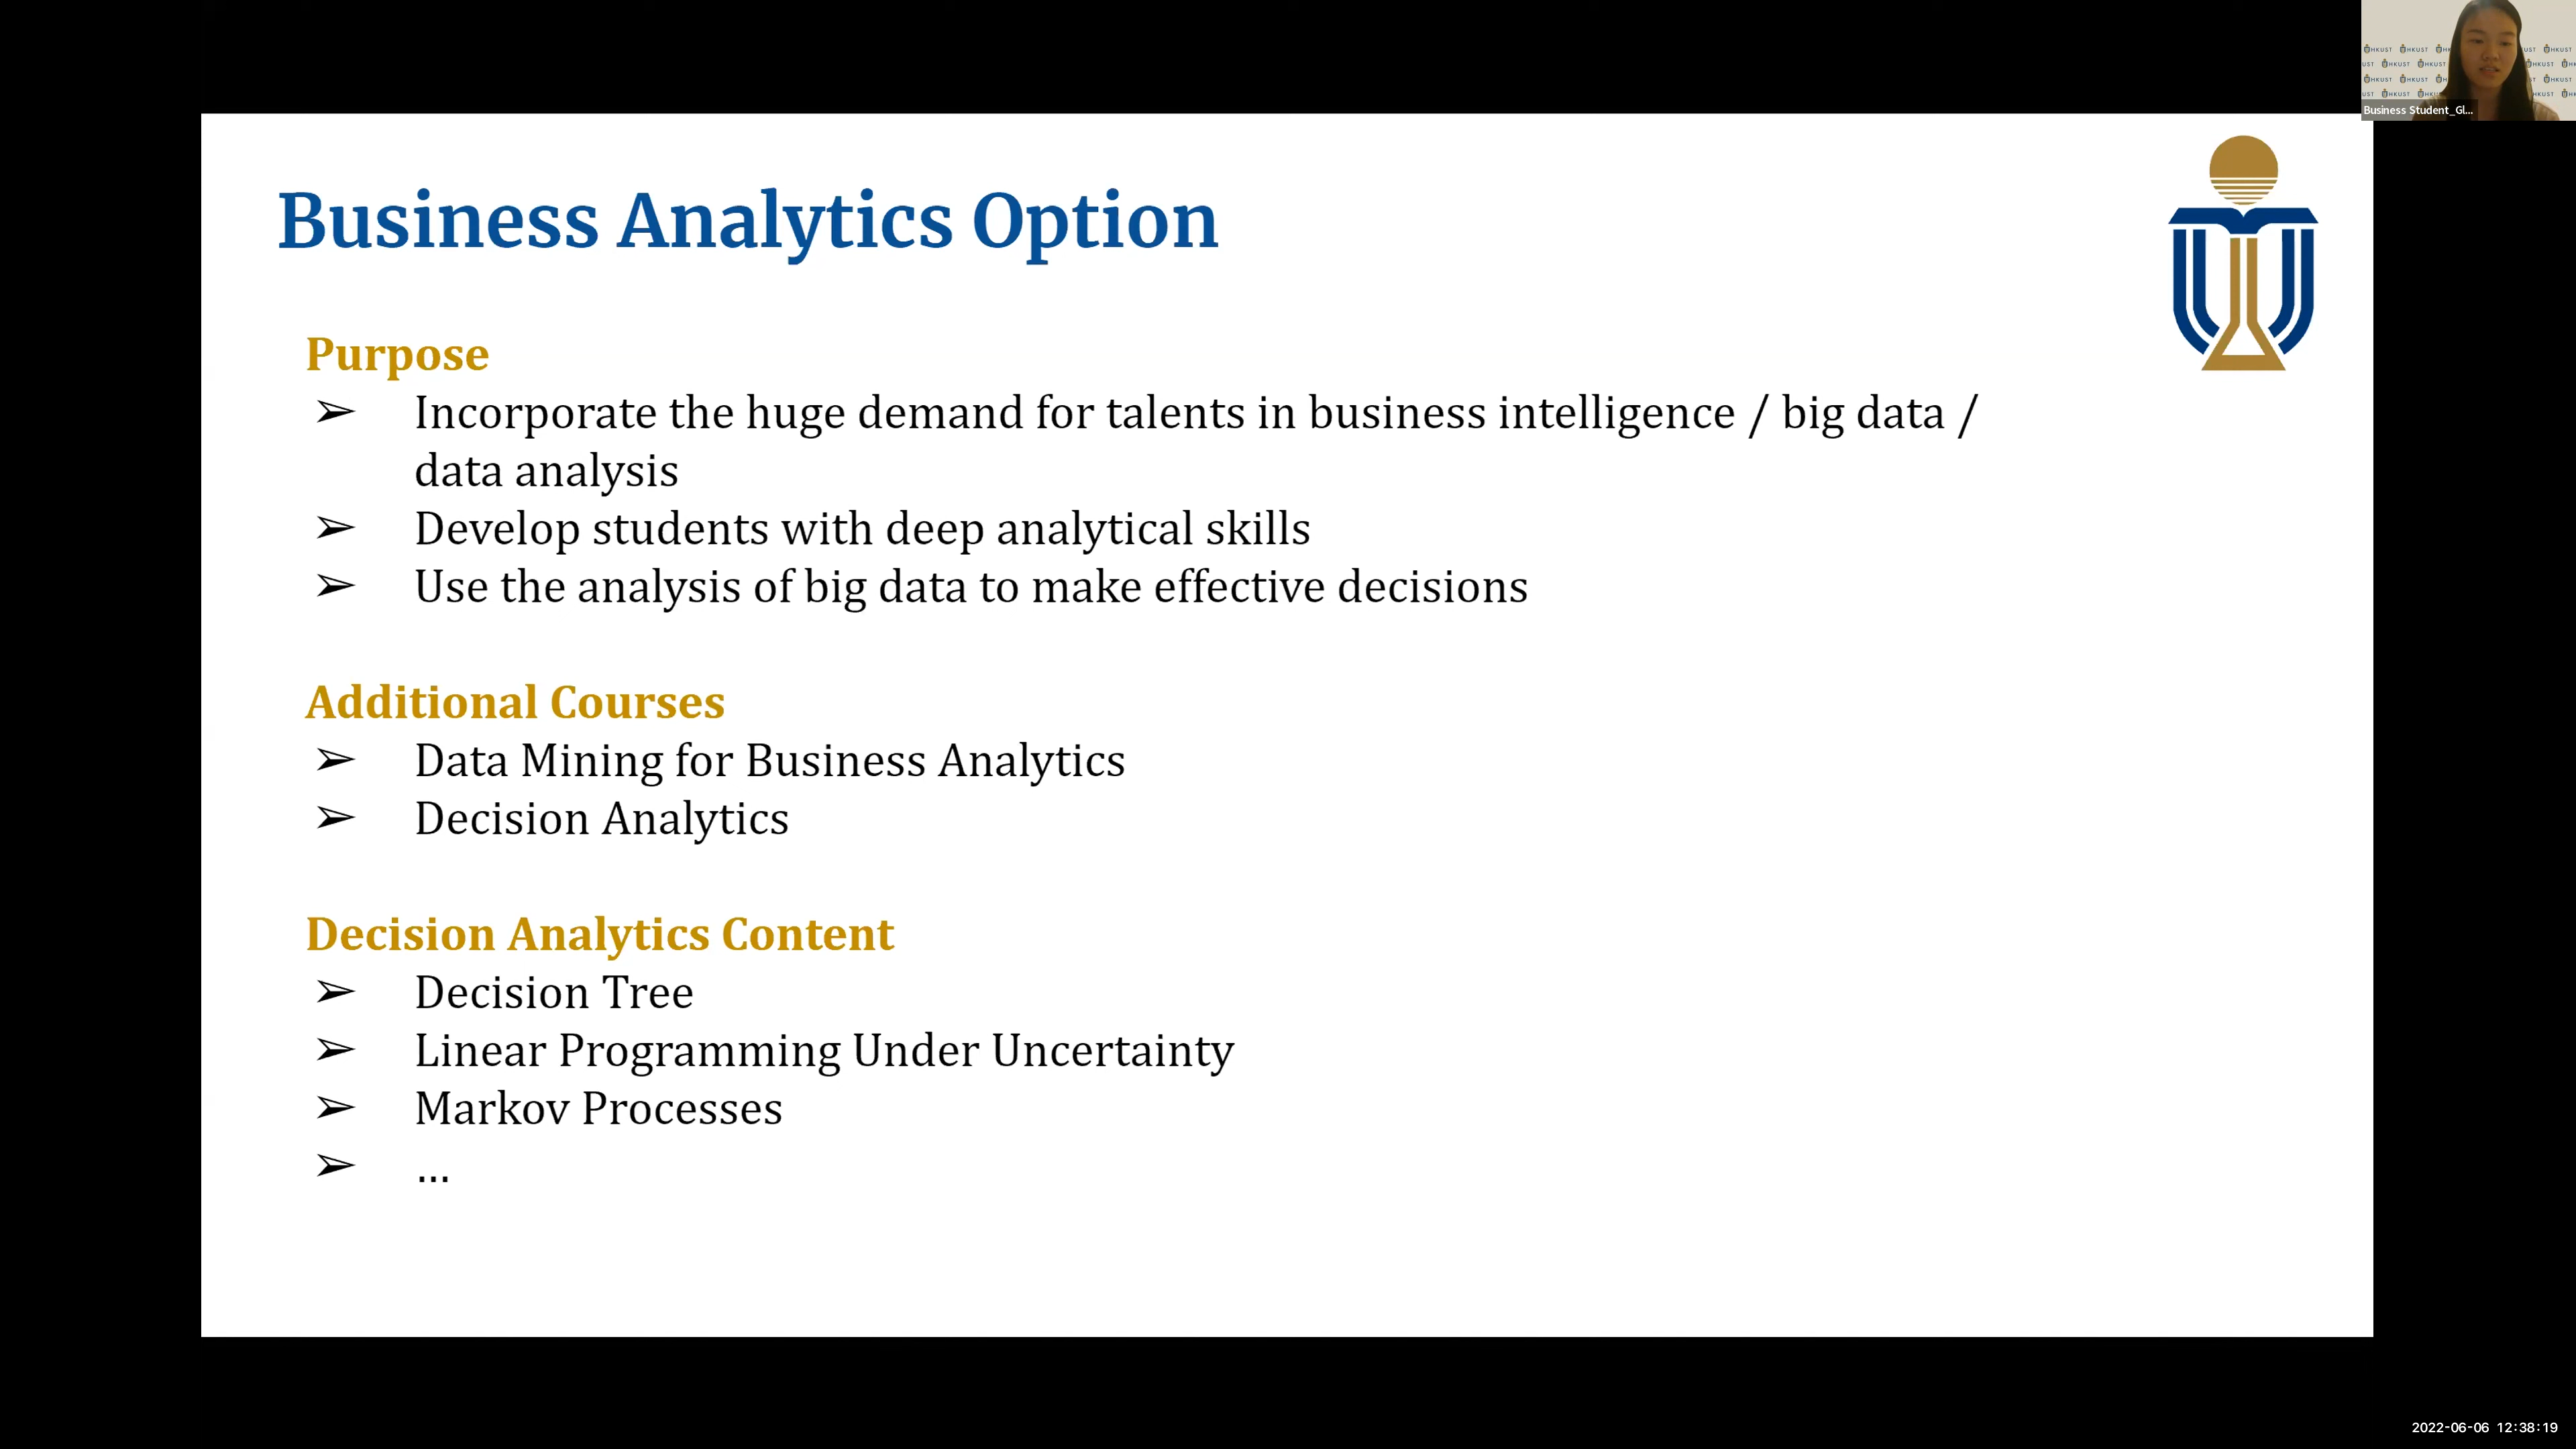 Business Student_Gl...
Business Analytics Option
Purpose
➢ Incorporate the huge demand for talents in business intelligence / big data /
data analysis
➢ Develop students with deep analytical skills
➢ Use the analysis of big data to make effective decisions
Additional Courses
➢ Data Mining for Business Analytics
➢ Decision Analytics
Decision Analytics Content
➢ Decision Tree
➢ Linear Programming Under Uncertainty
➢ Markov Processes
➢ ...
2022-06-06 12:38:19